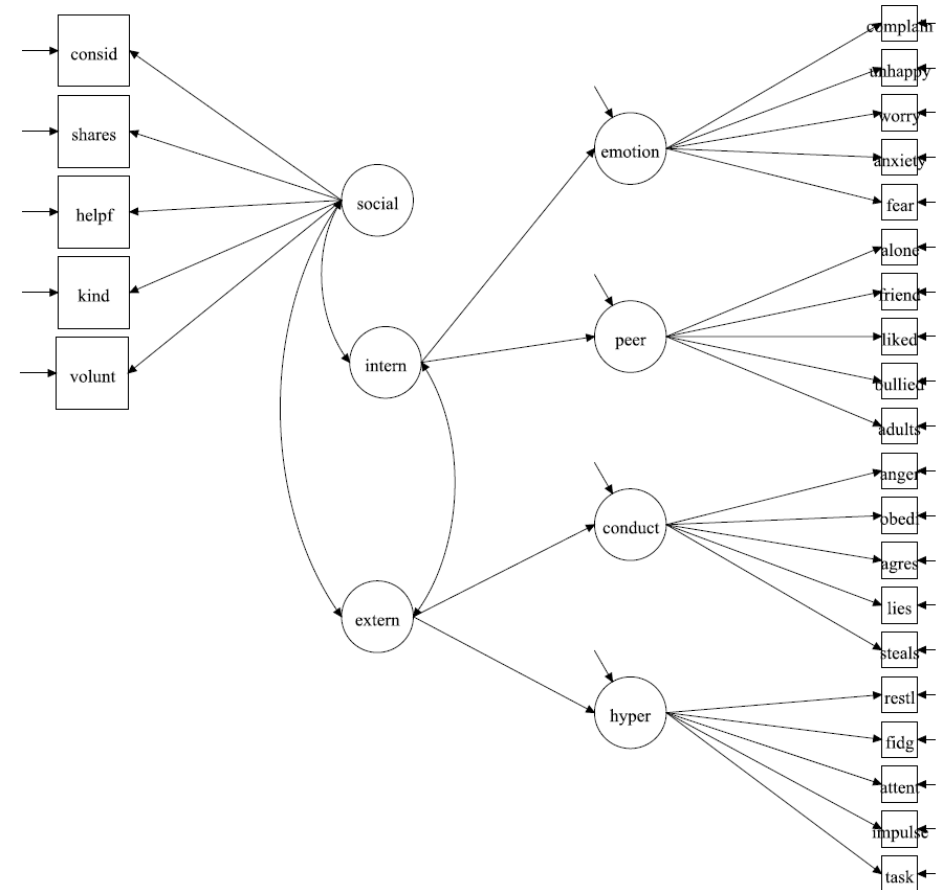 consid
shares
helpf
kind
volunt
social
intern
extern
emotion
peer
conduct
hyper
complain
unhappy
worry
anxiety
fear
alone
friend
liked
bullied
adults
anger
obedi
agres
lies
steals
restl
fidg
attent
impulse
task